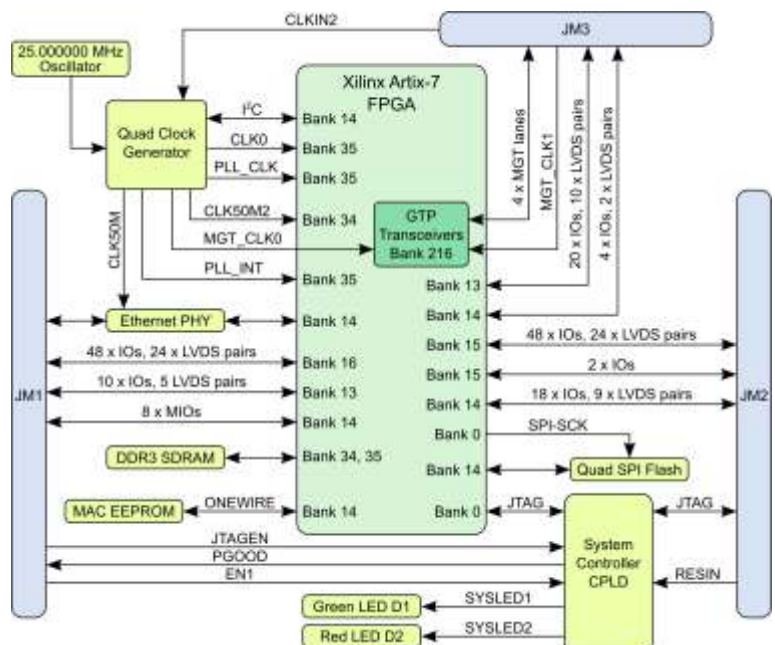 CLKIN2
JM3
25.000000 MHz
Oscillator
Xilinx Artix-7
FPGA
Quad Clock
Generator
I²C
Bank 14
CLK0
Bank 35
PLL_CLK
Bank 35
CLK50M2
Bank 34
MGT_CLK0
GTP
Transceivers
Bank 216
PLL_INT
Bank 35
CLK50M
4 x MGT lanes
MGT_CLK1
20 x IOs, 10 x LVDS pairs
4 x IOs, 2 x LVDS pairs
Bank 13
Ethernet PHY
Bank 14
Bank 14
48 x IOs, 24 x LVDS pairs
Bank 15
48 x IOs, 24 x LVDS pairs
Bank 16
2 x IOs
Bank 15
10 x IOs, 5 LVDS pairs
Bank 13
18 x IOs, 9 x LVDS pairs
Bank 14
JM1
JM2
8 x MIOs
Bank 14
Bank 0
SPI-SCK
DDR3 SDRAM
Bank 34, 35
Bank 14
Quad SPI Flash
MAC EEPROM
ONEWIRE
Bank 14
Bank 0
JTAG
JTAG
JTAGEN
PGOOD
EN1
System
Controller
CPLD
RESIN
Green LED D1
SYSLED1
Red LED D2
SYSLED2